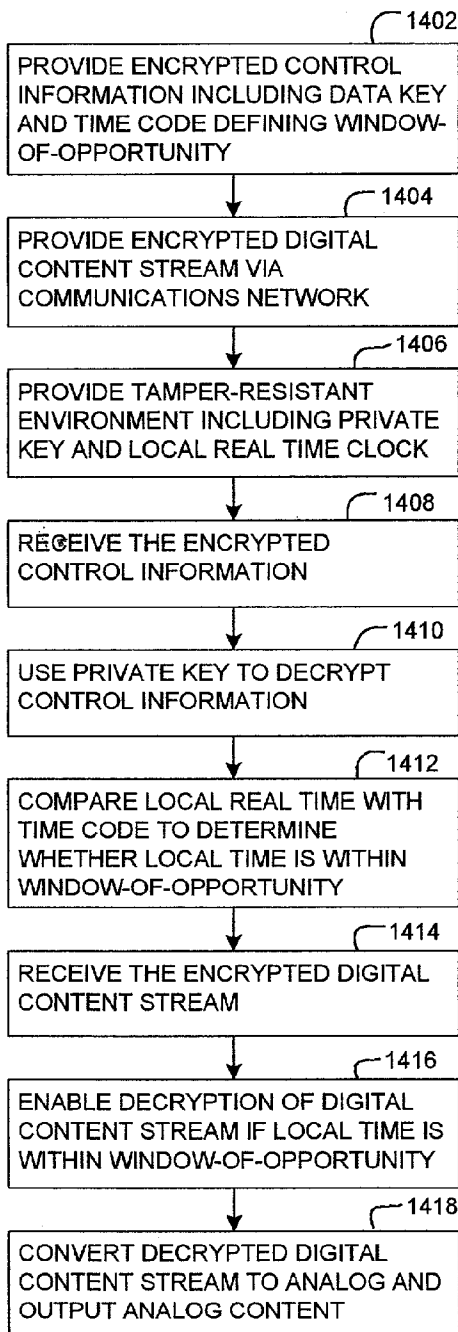 1402
PROVIDE ENCRYPTED CONTROL
INFORMATION INCLUDING DATA KEY
AND TIME CODE DEFINING WINDOW-
OF-OPPORTUNITY
1404
PROVIDE ENCRYPTED DIGITAL
CONTENT STREAM VIA
COMMUNICATIONS NETWORK
1406
PROVIDE TAMPER-RESISTANT
ENVIRONMENT INCLUDING PRIVATE
KEY AND LOCAL REAL TIME CLOCK
1408
RECEIVE THE ENCRYPTED
CONTROL INFORMATION
1410
USE PRIVATE KEY TO DECRYPT
CONTROL INFORMATION
1412
COMPARE LOCAL REAL TIME WITH
TIME CODE TO DETERMINE
WHETHER LOCAL TIME IS WITHIN
WINDOW-OF-OPPORTUNITY
1414
RECEIVE THE ENCRYPTED DIGITAL
CONTENT STREAM
1416
ENABLE DECRYPTION OF DIGITAL
CONTENT STREAM IF LOCAL TIME IS
WITHIN WINDOW-OF-OPPORTUNITY
1418
CONVERT DECRYPTED DIGITAL
CONTENT STREAM TO ANALOG AND
OUTPUT ANALOG CONTENT